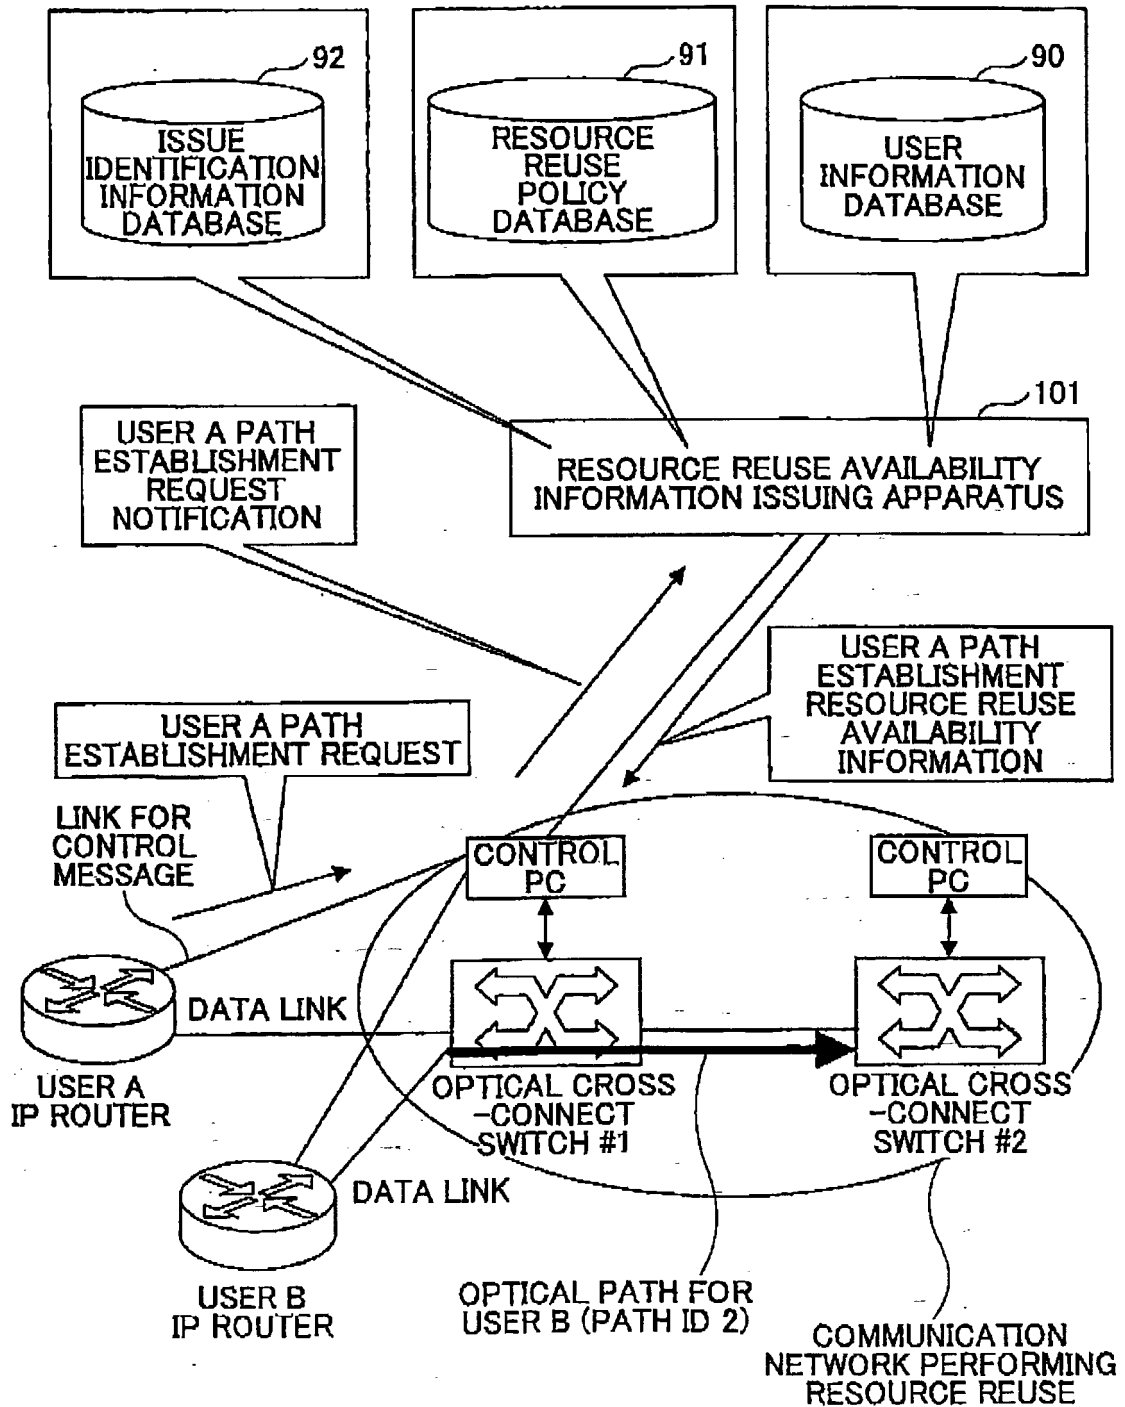 92
ISSUE
IDENTIFICATION
INFORMATION
DATABASE
91
RESOURCE
REUSE
POLICY
DATABASE
90
USER
INFORMATION
DATABASE
101
RESOURCE REUSE AVAILABILITY
INFORMATION ISSUING APPARATUS
USER A PATH
ESTABLISHMENT
REQUEST
NOTIFICATION
USER A PATH
ESTABLISHMENT
RESOURCE REUSE
AVAILABILITY
INFORMATION
USER A PATH
ESTABLISHMENT REQUEST
LINK FOR
CONTROL
MESSAGE
CONTROL
PC
CONTROL
PC
DATA LINK
USER A
IP ROUTER
OPTICAL CROSS
-CONNECT
SWITCH #1
OPTICAL CROSS
-CONNECT
SWITCH #2
DATA LINK
USER B
IP ROUTER
OPTICAL PATH FOR
USER B (PATH ID 2)
COMMUNICATION
NETWORK PERFORMING
RESOURCE REUSE